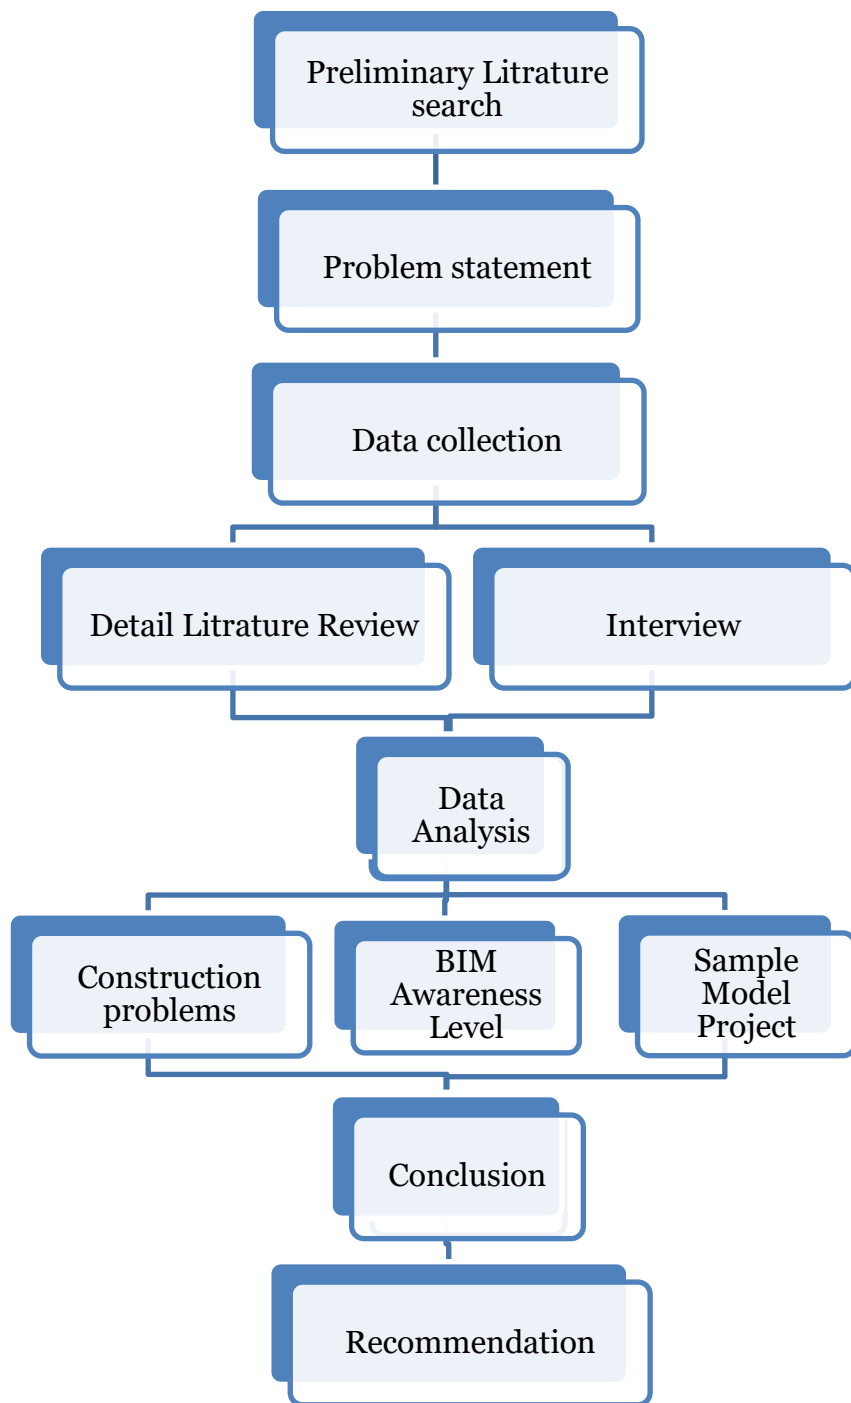 Preliminary Litrature
search
Problem statement
Data collection
Detail Litrature Review
Interview
Data
Analysis
Construction
problems
BIM
Awareness
Level
Sample
Model
Project
Conclusion
Recommendation